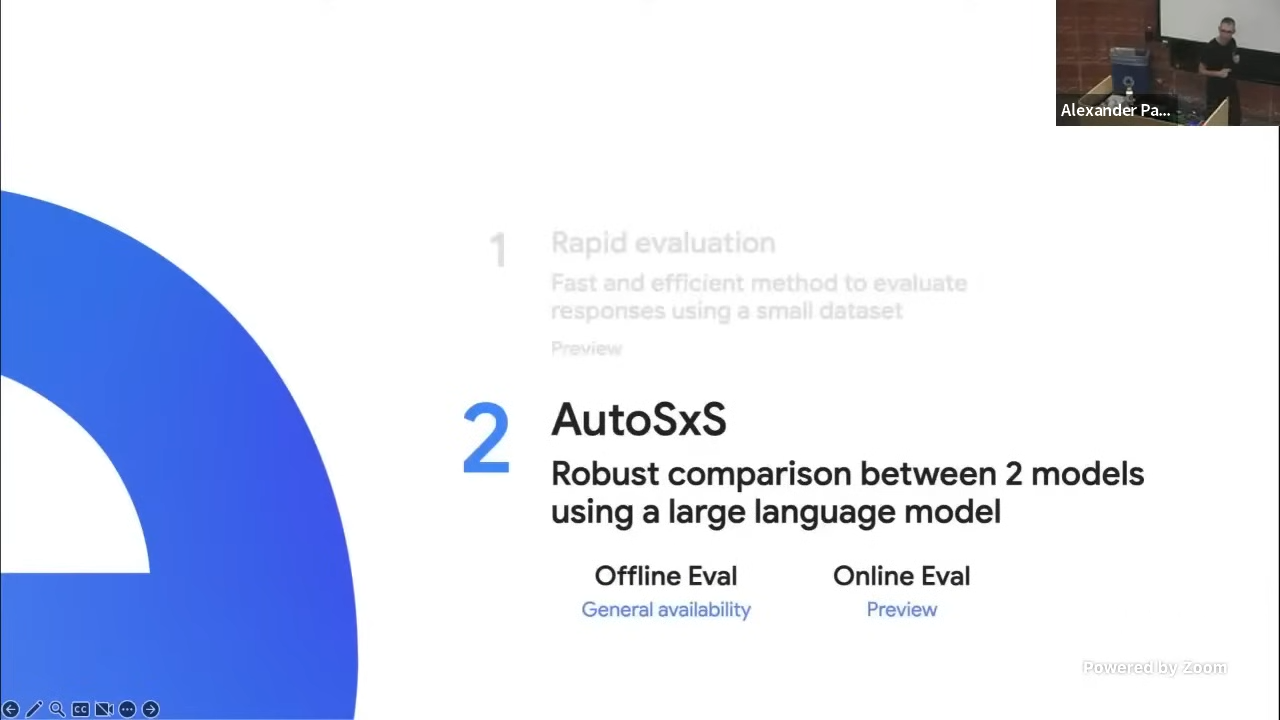 Alexander Pa...
1
Rapid evaluation
Fast and efficient method to evaluate
responses using a small dataset
Preview
2
AutoSxS
Robust comparison between 2 models
using a large language model
Offline Eval
Online Eval
General availability
Preview
Powered by Zoom
CC